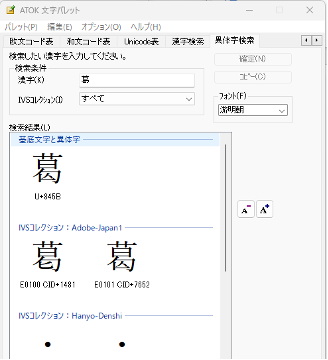 ATOK 文字パレット
パレット(P) 編集(E) オプション(O) ヘルプ(H)
欧文コード表 和文コード表 Unicode表 漢字検索 異体字検索
検索したい漢字を入力してください。
検索条件
漢字(K) 葛
IVSコレクション(I) すべて
確定(N)
コピー(C)
フォント(F)
游明朝
検索結果(L)
基底文字と異体字
葛
U+845B
IVSコレクション：Adobe-Japan1
葛󠄀 葛󠄁
E0100 CID+1481 E0101 CID+7652
IVSコレクション：Hanyo-Denshi
A- A+